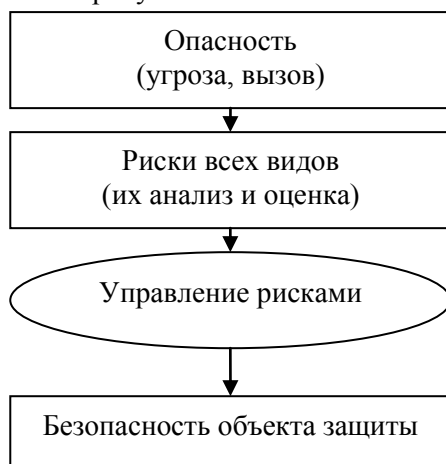 Опасность
(угроза, вызов)
Риски всех видов
(их анализ и оценка)
Управление рисками
Безопасность объекта защиты